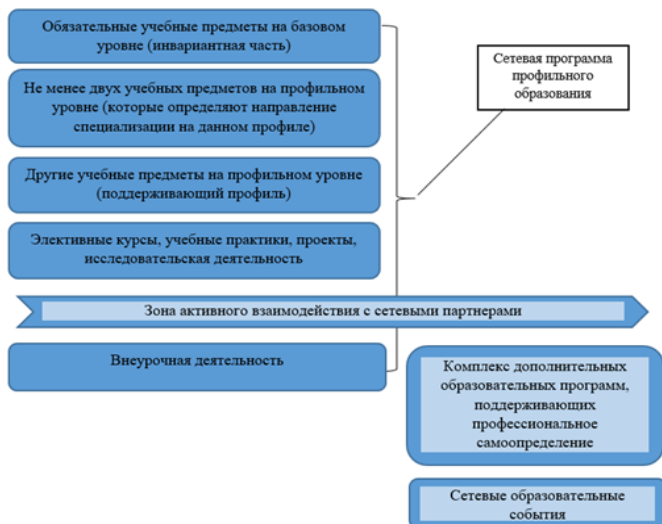 Обязательные учебные предметы на базовом
уровне (инвариантная часть)
Сетевая программа
профильного
образования
Не менее двух учебных предметов на профильном
уровне (которые определяют направление
специализации на данном профиле)
Другие учебные предметы на профильном уровне
(поддерживающий профиль)
Элективные курсы, учебные практики, проекты,
исследовательская деятельность
Зона активного взаимодействия с сетевыми партнерами
Внеурочная деятельность
Комплекс дополнительных
образовательных программ,
поддерживающих
профессиональное
самоопределение
Сетевые образовательные
события